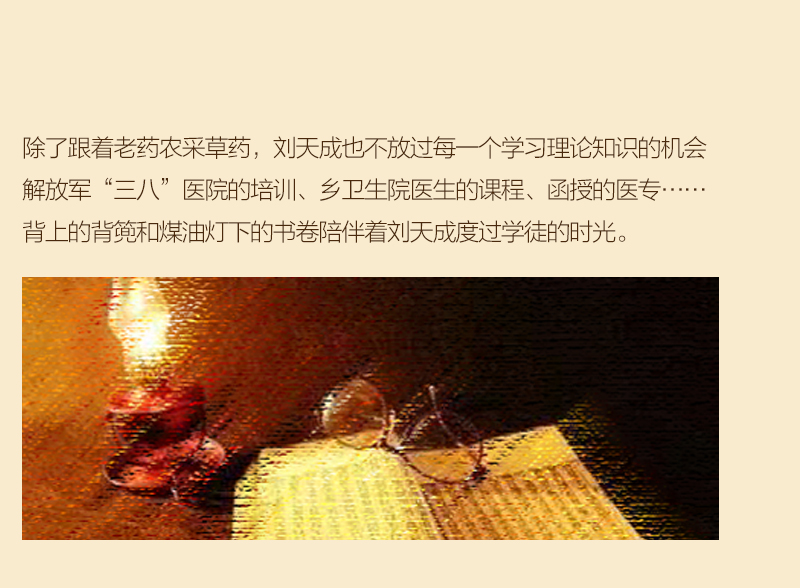 除了跟着老药农采草药，刘天成也不放过每一个学习理论知识的机会
解放军“三八”医院的培训、乡卫生院医生的课程、函授的医专……
背上的背篼和煤油灯下的书卷陪伴着刘天成度过学徒的时光。